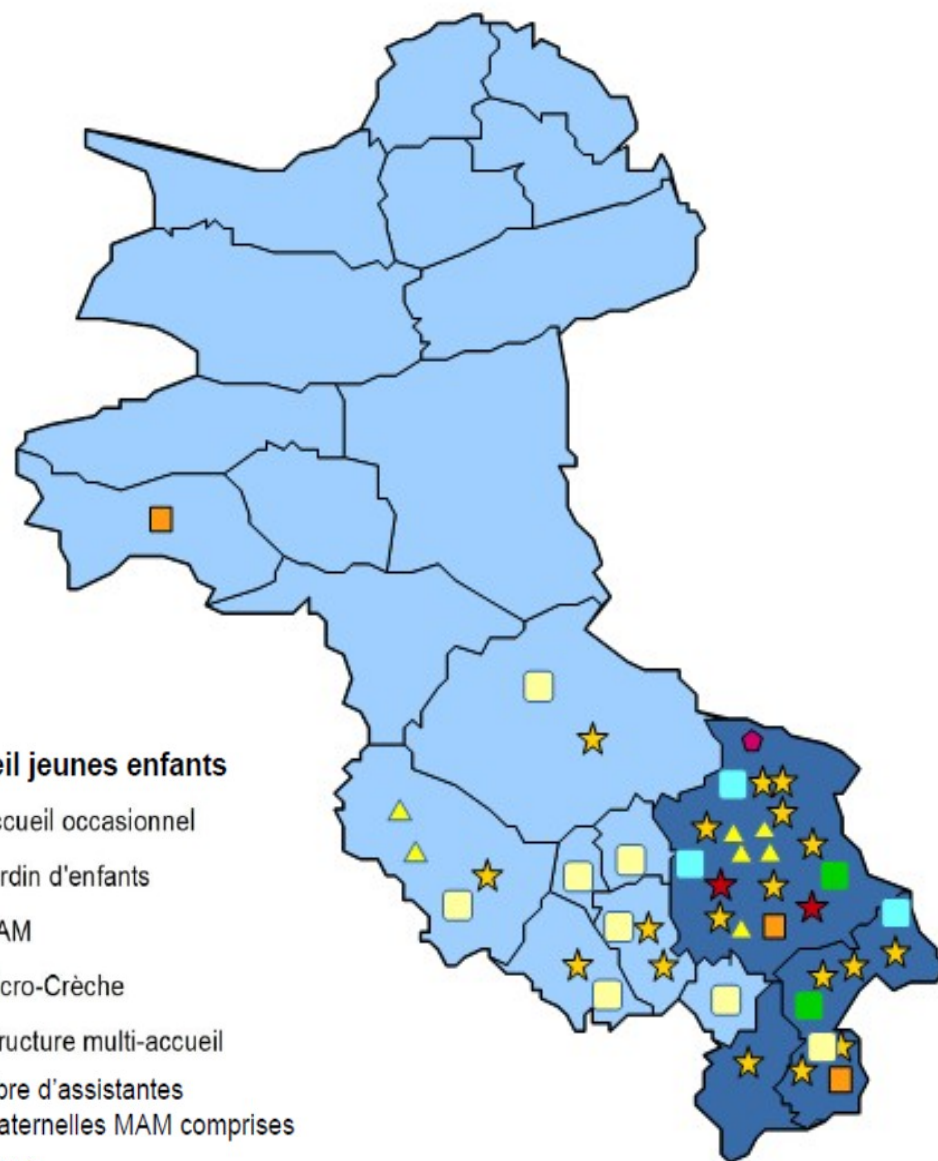 eil jeunes enfants
ccueil occasionnel
rdin d'enfants
AM
cro-Crèche
ructure multi-accueil
bre d'assistantes
aternelles MAM comprises